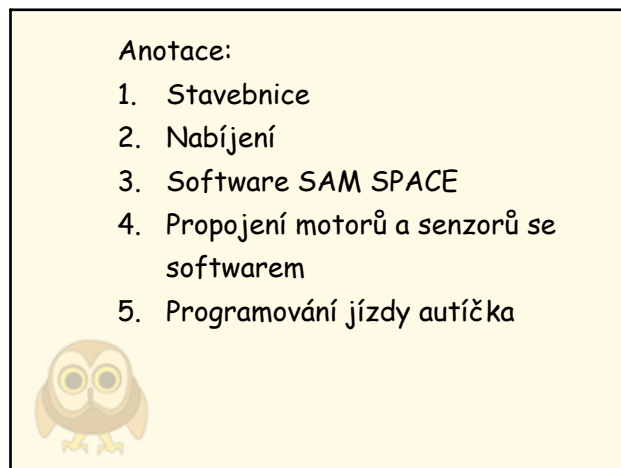 Anotace:
1. Stavebnice
2. Nabíjení
3. Software SAM SPACE
4. Propojení motorů a senzorů se
softwarem
5. Programování jízdy autíčka